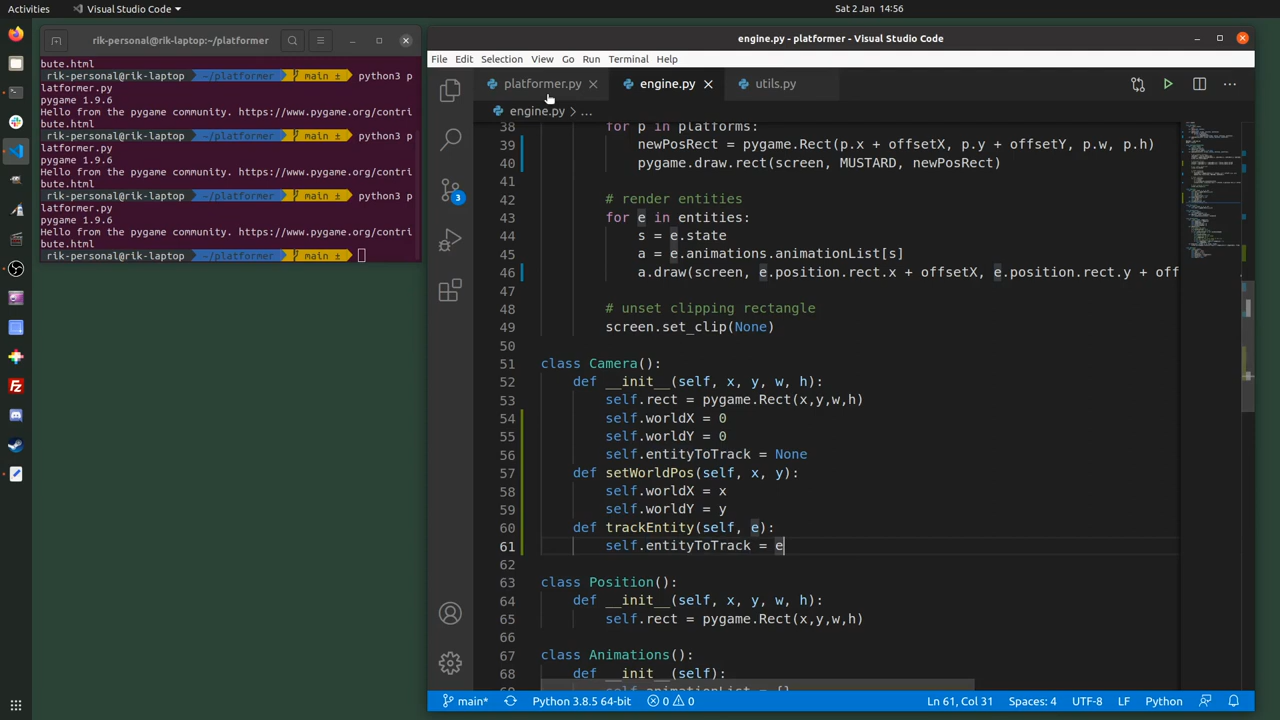 Activities
Visual Studio Code
Sat 2 Jan 14:56
rik-personal@rik-laptop:~/platformer
bute.html
rik-personal@rik-laptop ~/platformer main ± python3 p
latformer.py
pygame 1.9.6
Hello from the pygame community. https://www.pygame.org/contri
bute.html
rik-personal@rik-laptop ~/platformer main ± python3 p
latformer.py
pygame 1.9.6
Hello from the pygame community. https://www.pygame.org/contri
bute.html
rik-personal@rik-laptop ~/platformer main ± python3 p
latformer.py
pygame 1.9.6
Hello from the pygame community. https://www.pygame.org/contri
bute.html
rik-personal@rik-laptop ~/platformer main ±
engine.py - platformer - Visual Studio Code
File Edit Selection View Go Run Terminal Help
platformer.py
engine.py
utils.py
engine.py > ...
3
38 for p in platforms:
39 newPosRect = pygame.Rect(p.x + offsetX, p.y + offsetY, p.w, p.h)
40 pygame.draw.rect(screen, MUSTARD, newPosRect)
41
42 # render entities
43 for e in entities:
44 s = e.state
45 a = e.animations.animationList[s]
46 a.draw(screen, e.position.rect.x + offsetX, e.position.rect.y + off
47
48 # unset clipping rectangle
49 screen.set_clip(None)
50
51 class Camera():
52 def __init__(self, x, y, w, h):
53 self.rect = pygame.Rect(x,y,w,h)
54 self.worldX = 0
55 self.worldY = 0
56 self.entityToTrack = None
57 def setWorldPos(self, x, y):
58 self.worldX = x
59 self.worldY = y
60 def trackEntity(self, e):
61 self.entityToTrack = e
62
63 class Position():
64 def __init__(self, x, y, w, h):
65 self.rect = pygame.Rect(x,y,w,h)
66
67 class Animations():
68 def __init__(self):
69 self.animationList = {}
main* Python 3.8.5 64-bit 0 0 Ln 61, Col 31 Spaces: 4 UTF-8 LF Python